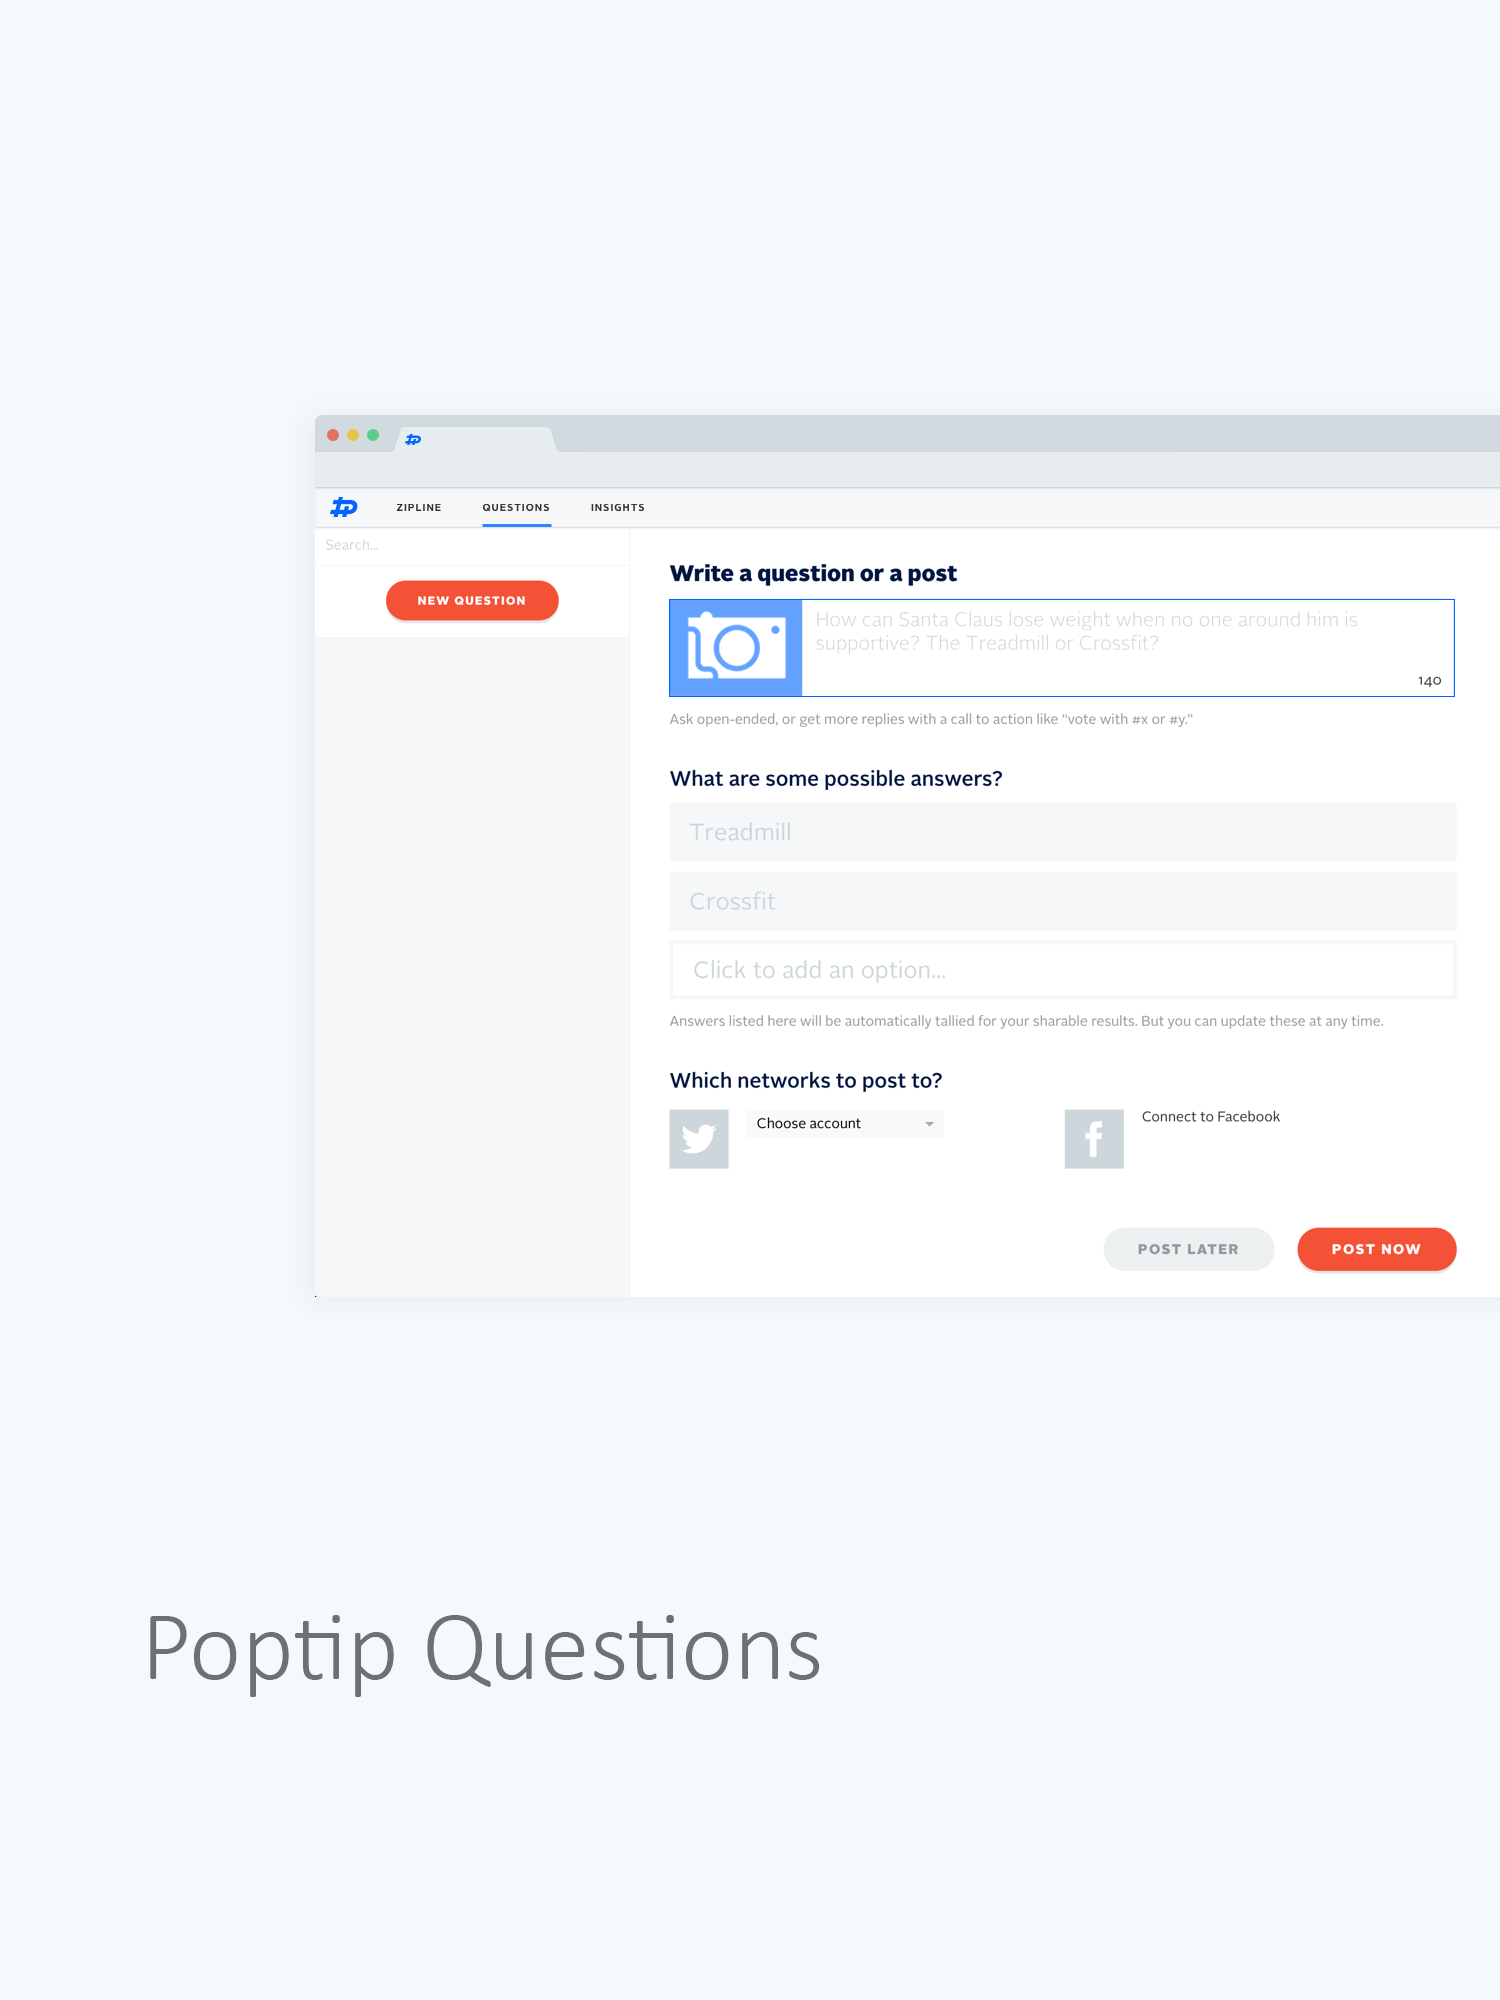 ZIPLINE QUESTIONS INSIGHTS
Search...
NEW QUESTION
Write a question or a post
How can Santa Claus lose weight when no one around him is
supportive? The Treadmill or Crossfit?
140
Ask open-ended, or get more replies with a call to action like “vote with #x or #y.”
What are some possible answers?
Treadmill
Crossfit
Click to add an option...
Answers listed here will be automatically tallied for your sharable results. But you can update these at any time.
Which networks to post to?
Choose account
Connect to Facebook
POST LATER
POST NOW
Poptip Questions